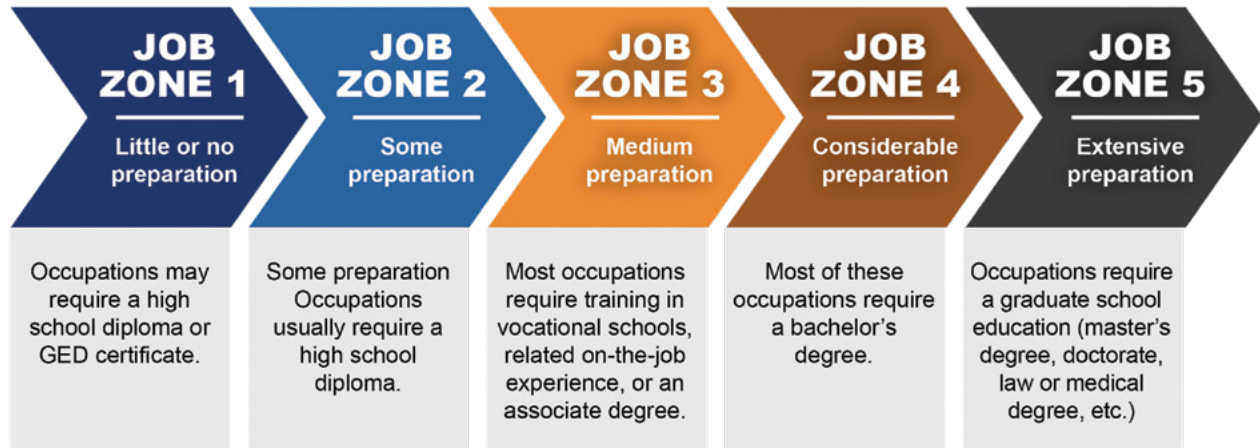 JOB
ZONE 1
Little or no
preparation
Occupations may
require a high
school diploma or
GED certificate.
JOB
ZONE 2
Some
preparation
Some preparation
Occupations
usually require a
high school
diploma.
JOB
ZONE 3
Medium
preparation
Most occupations
require training in
vocational schools,
related on-the-job
experience, or an
associate degree.
JOB
ZONE 4
Considerable
preparation
Most of these
occupations require
a bachelor’s
degree.
JOB
ZONE 5
Extensive
preparation
Occupations require
a graduate school
education (master’s
degree, doctorate,
law or medical
degree, etc.)